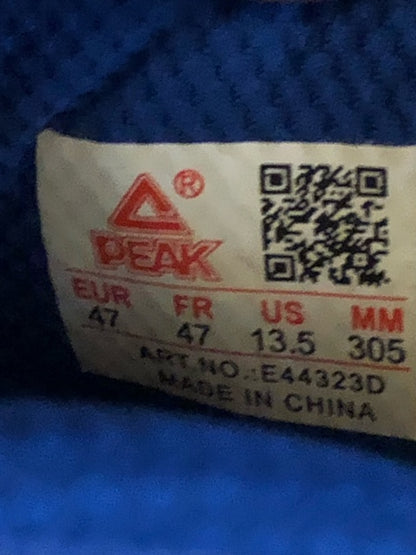 ®
PEAK
EUR FR US MM
47 47 13.5 305
ART.NO.:E44323D
MADE IN CHINA